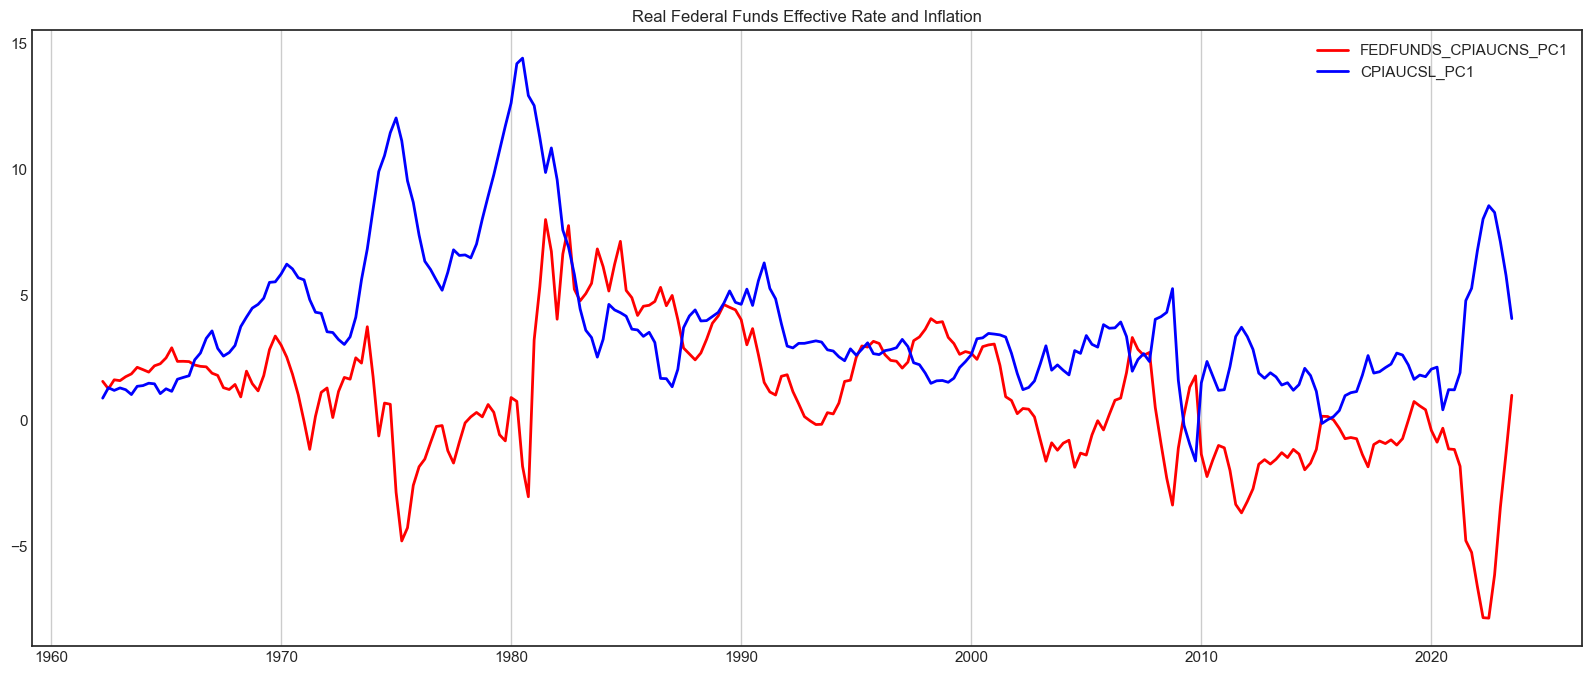 Real Federal Funds Effective Rate and Inflation
15
FEDFUNDS_CPIAUCNS_PC1
CPIAUCSL_PC1
10
5
0
−5
1960 1970 1980 1990 2000 2010 2020